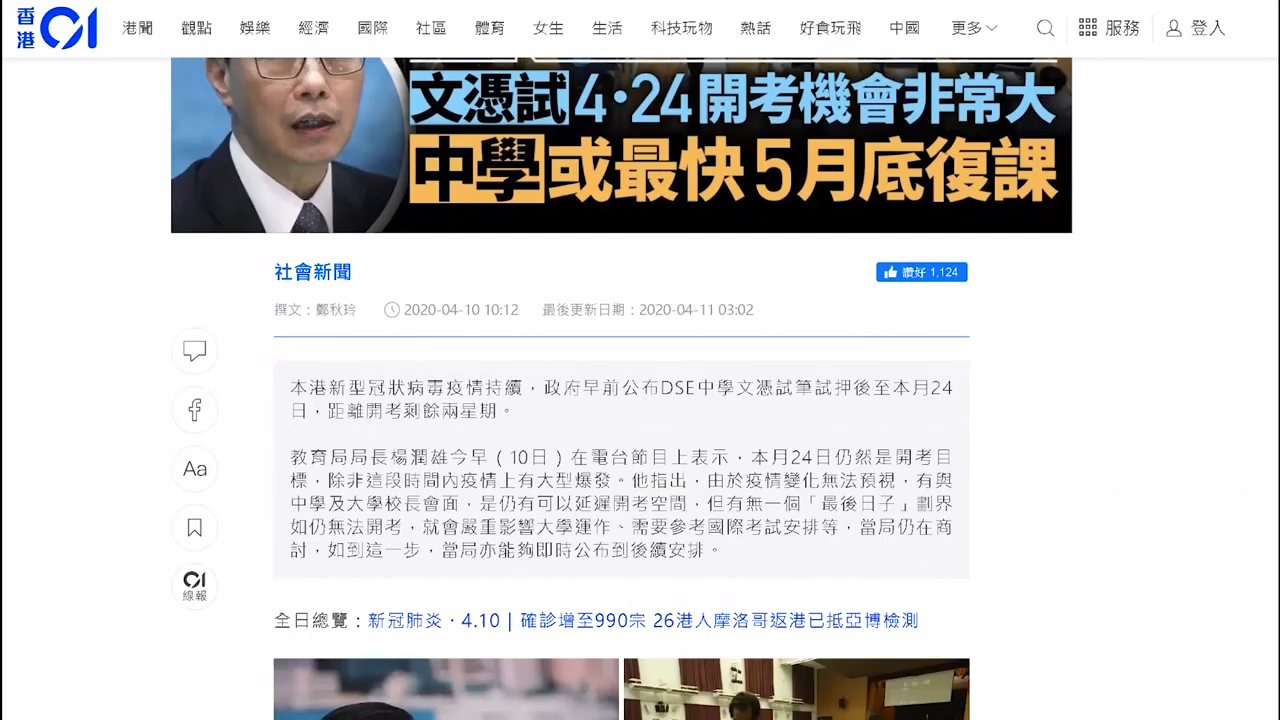 香港01
港聞 觀點 娛樂 經濟 國際 社區 體育 女生 生活 科技玩物 熱話 好食玩飛 中國 更多 服務 登入
文憑試4·24開考機會非常大
中學或最快5月底復課
社會新聞
讚好 1,124
撰文：鄭秋玲 2020-04-10 10:12 最後更新日期：2020-04-11 03:02
本港新型冠狀病毒疫情持續，政府早前公布DSE中學文憑試筆試押後至本月24
日，距離開考剩餘兩星期。
教育局局長楊潤雄今早（10日）在電台節目上表示，本月24日仍然是開考目
標，除非這段時間內疫情上有大型爆發。他指出，由於疫情變化無法預視，有與
中學及大學校長會面，是仍有可以延遲開考空間，但有無一個「最後日子」劃界
如仍無法開考，就會嚴重影響大學運作、需要參考國際考試安排等，當局仍在商
討，如到這一步，當局亦能夠即時公布到後續安排。
Aa
01
線報
全日總覽：新冠肺炎．4.10｜確診增至990宗 26港人摩洛哥返港已抵亞博檢測